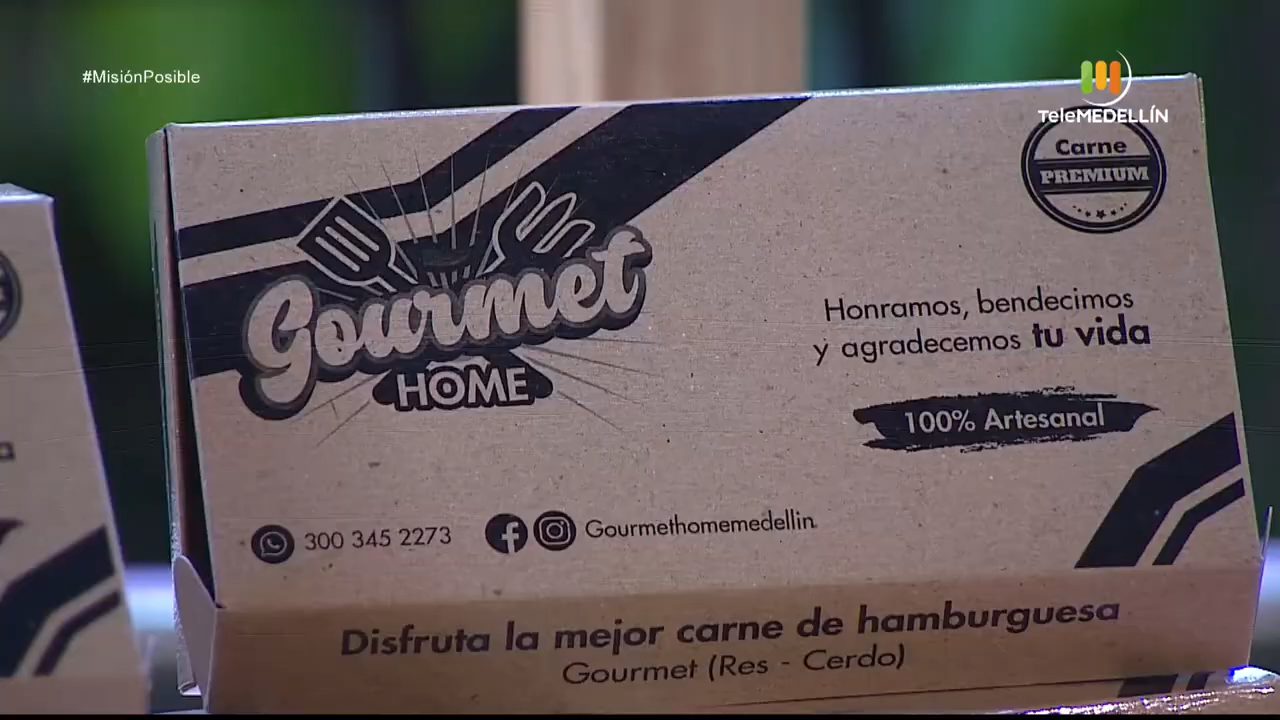 #MisiónPosible
TeleMEDELLÍN
Carne
PREMIUM
Gourmet
HOME
Honramos, bendecimos
y agradecemos tu vida
100% Artesanal
300 345 2273
Gourmethomemedellin
Disfruta la mejor carne de hamburguesa
Gourmet (Res - Cerdo)